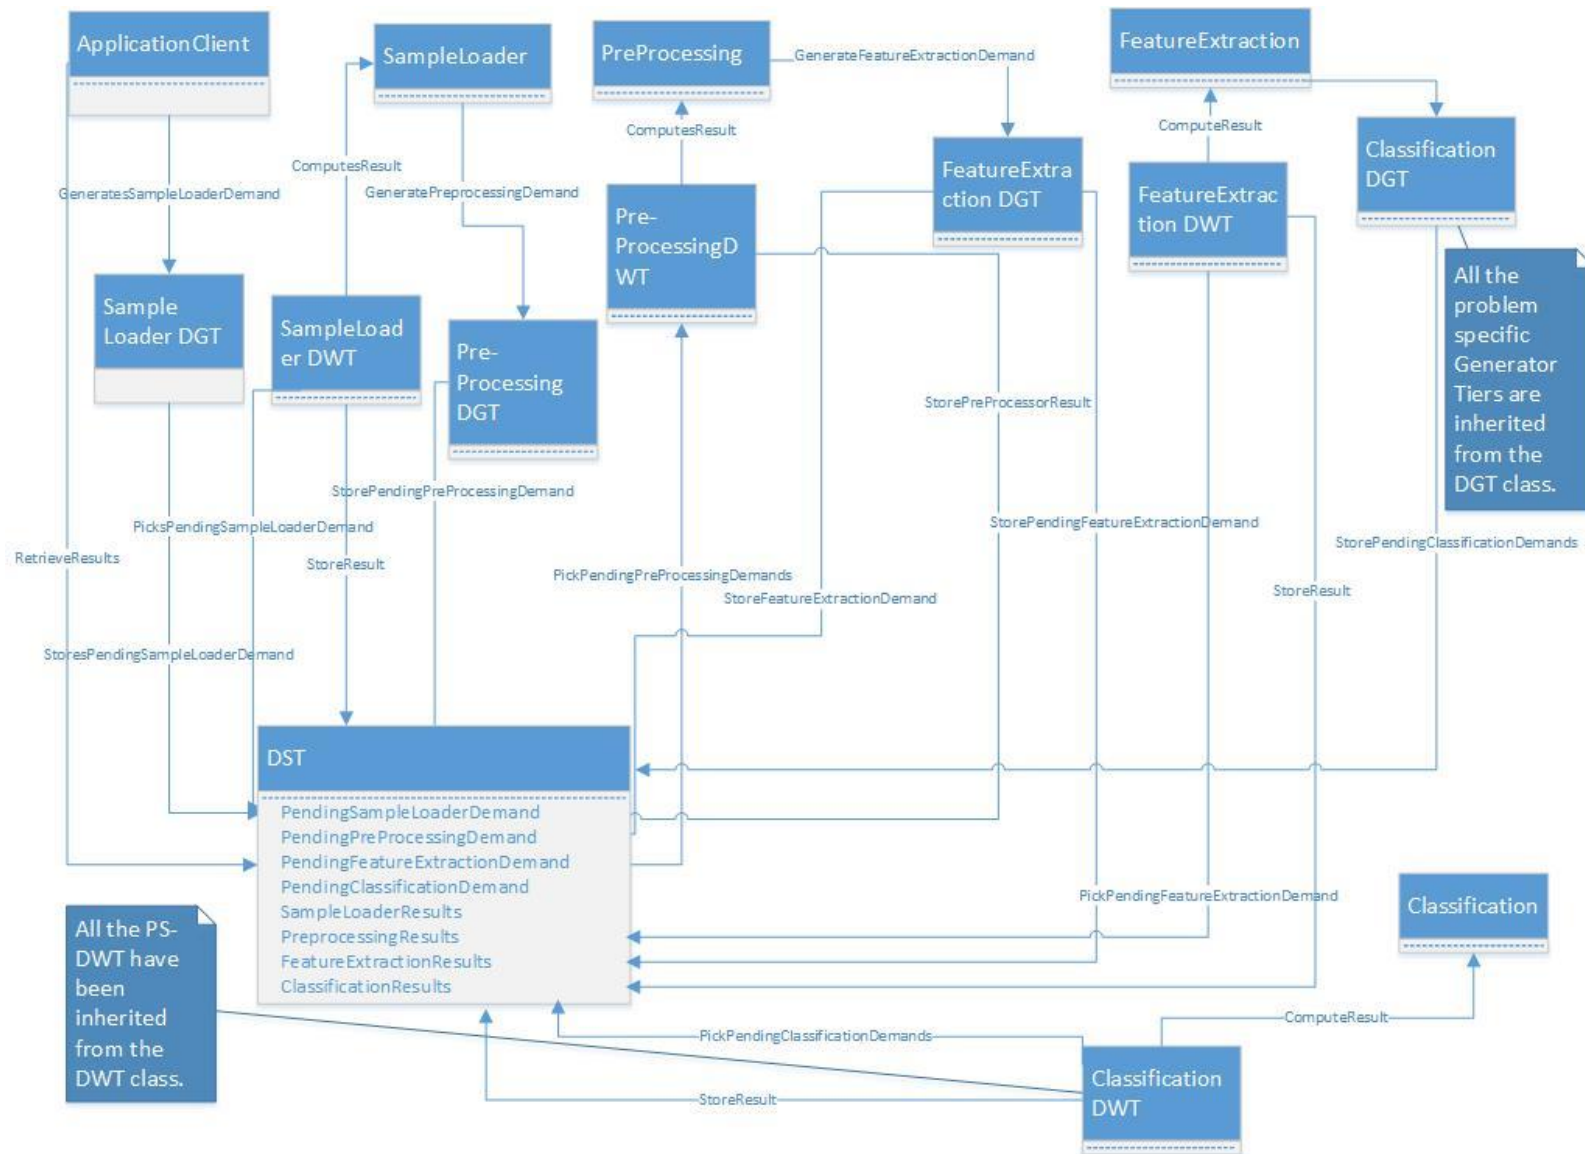 ApplicationClient
SampleLoader
PreProcessing
FeatureExtraction
GenerateFeatureExtractionDemand
ComputesResult
ComputeResult
ComputesResult
GeneratesSampleLoaderDemand
GeneratePreprocessingDemand
FeatureExtra
ction DGT
FeatureExtrac
tion DWT
Classification
DGT
Pre-
ProcessingD
WT
Sample
Loader DGT
SampleLoad
er DWT
Pre-
Processing
DGT
All the
problem
specific
Generator
Tiers are
inherited
from the
DGT class.
StorePreProcessorResult
StorePendingPreProcessingDemand
PicksPendingSampleLoaderDemand
StorePendingFeatureExtractionDemand
StorePendingClassificationDemands
RetrieveResults
StoreResult
PickPendingPreProcessingDemands
StoreFeatureExtractionDemand
StoreResult
StoresPendingSampleLoaderDemand
DST
PendingSampleLoaderDemand
PendingPreProcessingDemand
PendingFeatureExtractionDemand
PendingClassificationDemand
SampleLoaderResults
PreprocessingResults
FeatureExtractionResults
ClassificationResults
PickPendingFeatureExtractionDemand
Classification
All the PS-
DWT have
been
inherited
from the
DWT class.
ComputeResult
PickPendingClassificationDemands
Classification
DWT
StoreResult